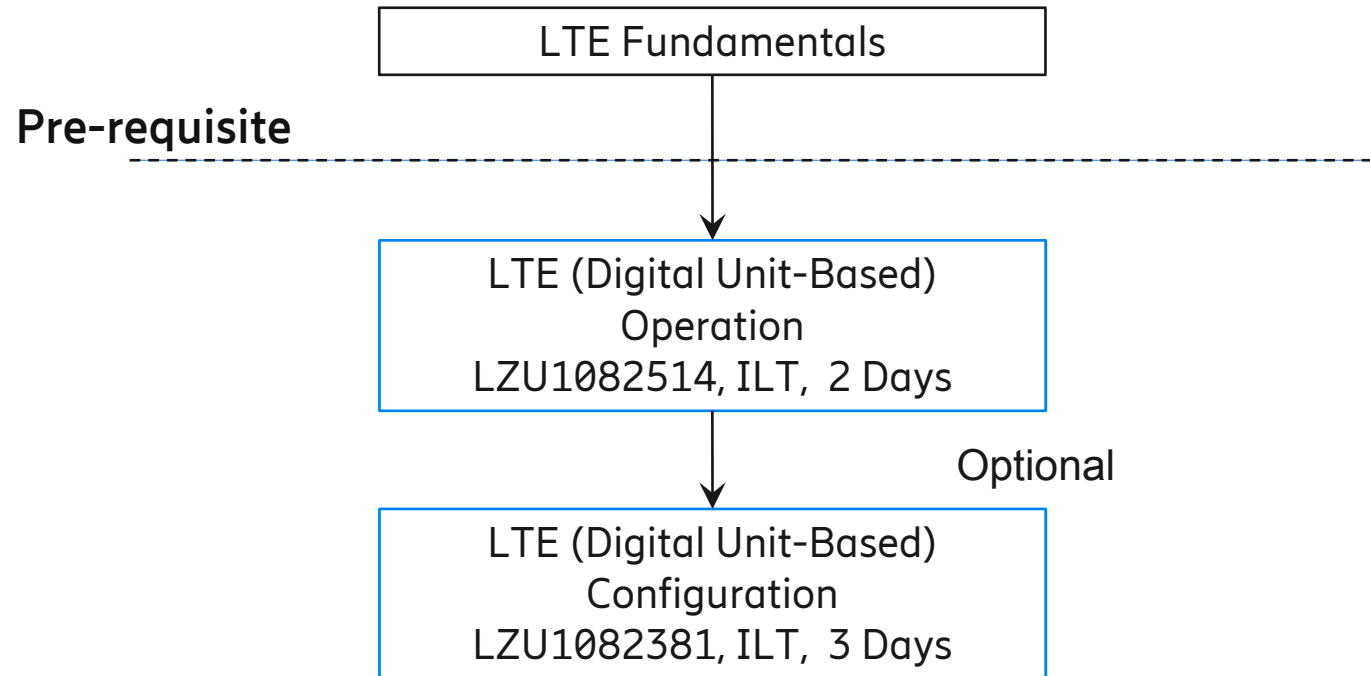 LTE Fundamentals
Pre-requisite
LTE (Digital Unit-Based)
Operation
LZU1082514, ILT, 2 Days
Optional
LTE (Digital Unit-Based)
Configuration
LZU1082381, ILT, 3 Days